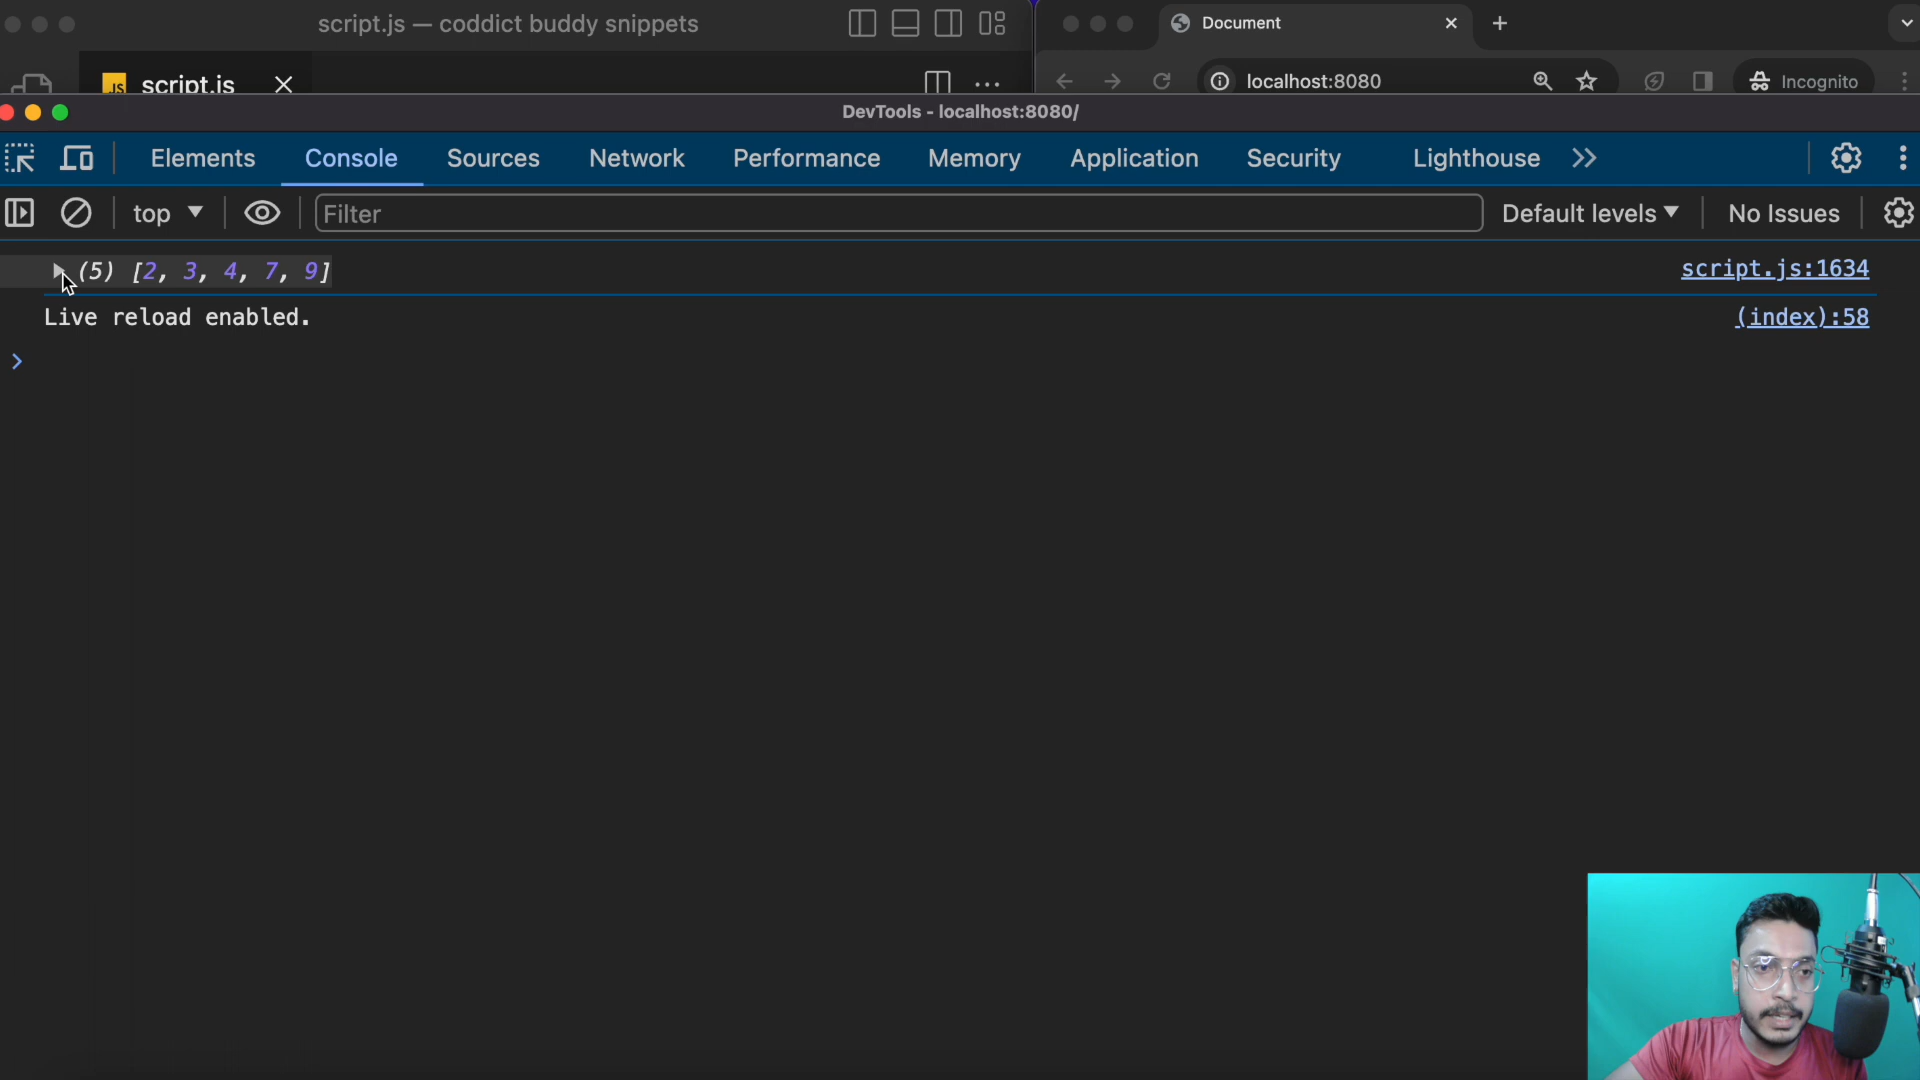 script.js — coddict buddy snippets
Document
JS script.js
localhost:8080
Incognito
DevTools - localhost:8080/
Elements Console Sources Network Performance Memory Application Security Lighthouse
top Filter Default levels No Issues
(5) [2, 3, 4, 7, 9] script.js:1634
Live reload enabled. (index):58